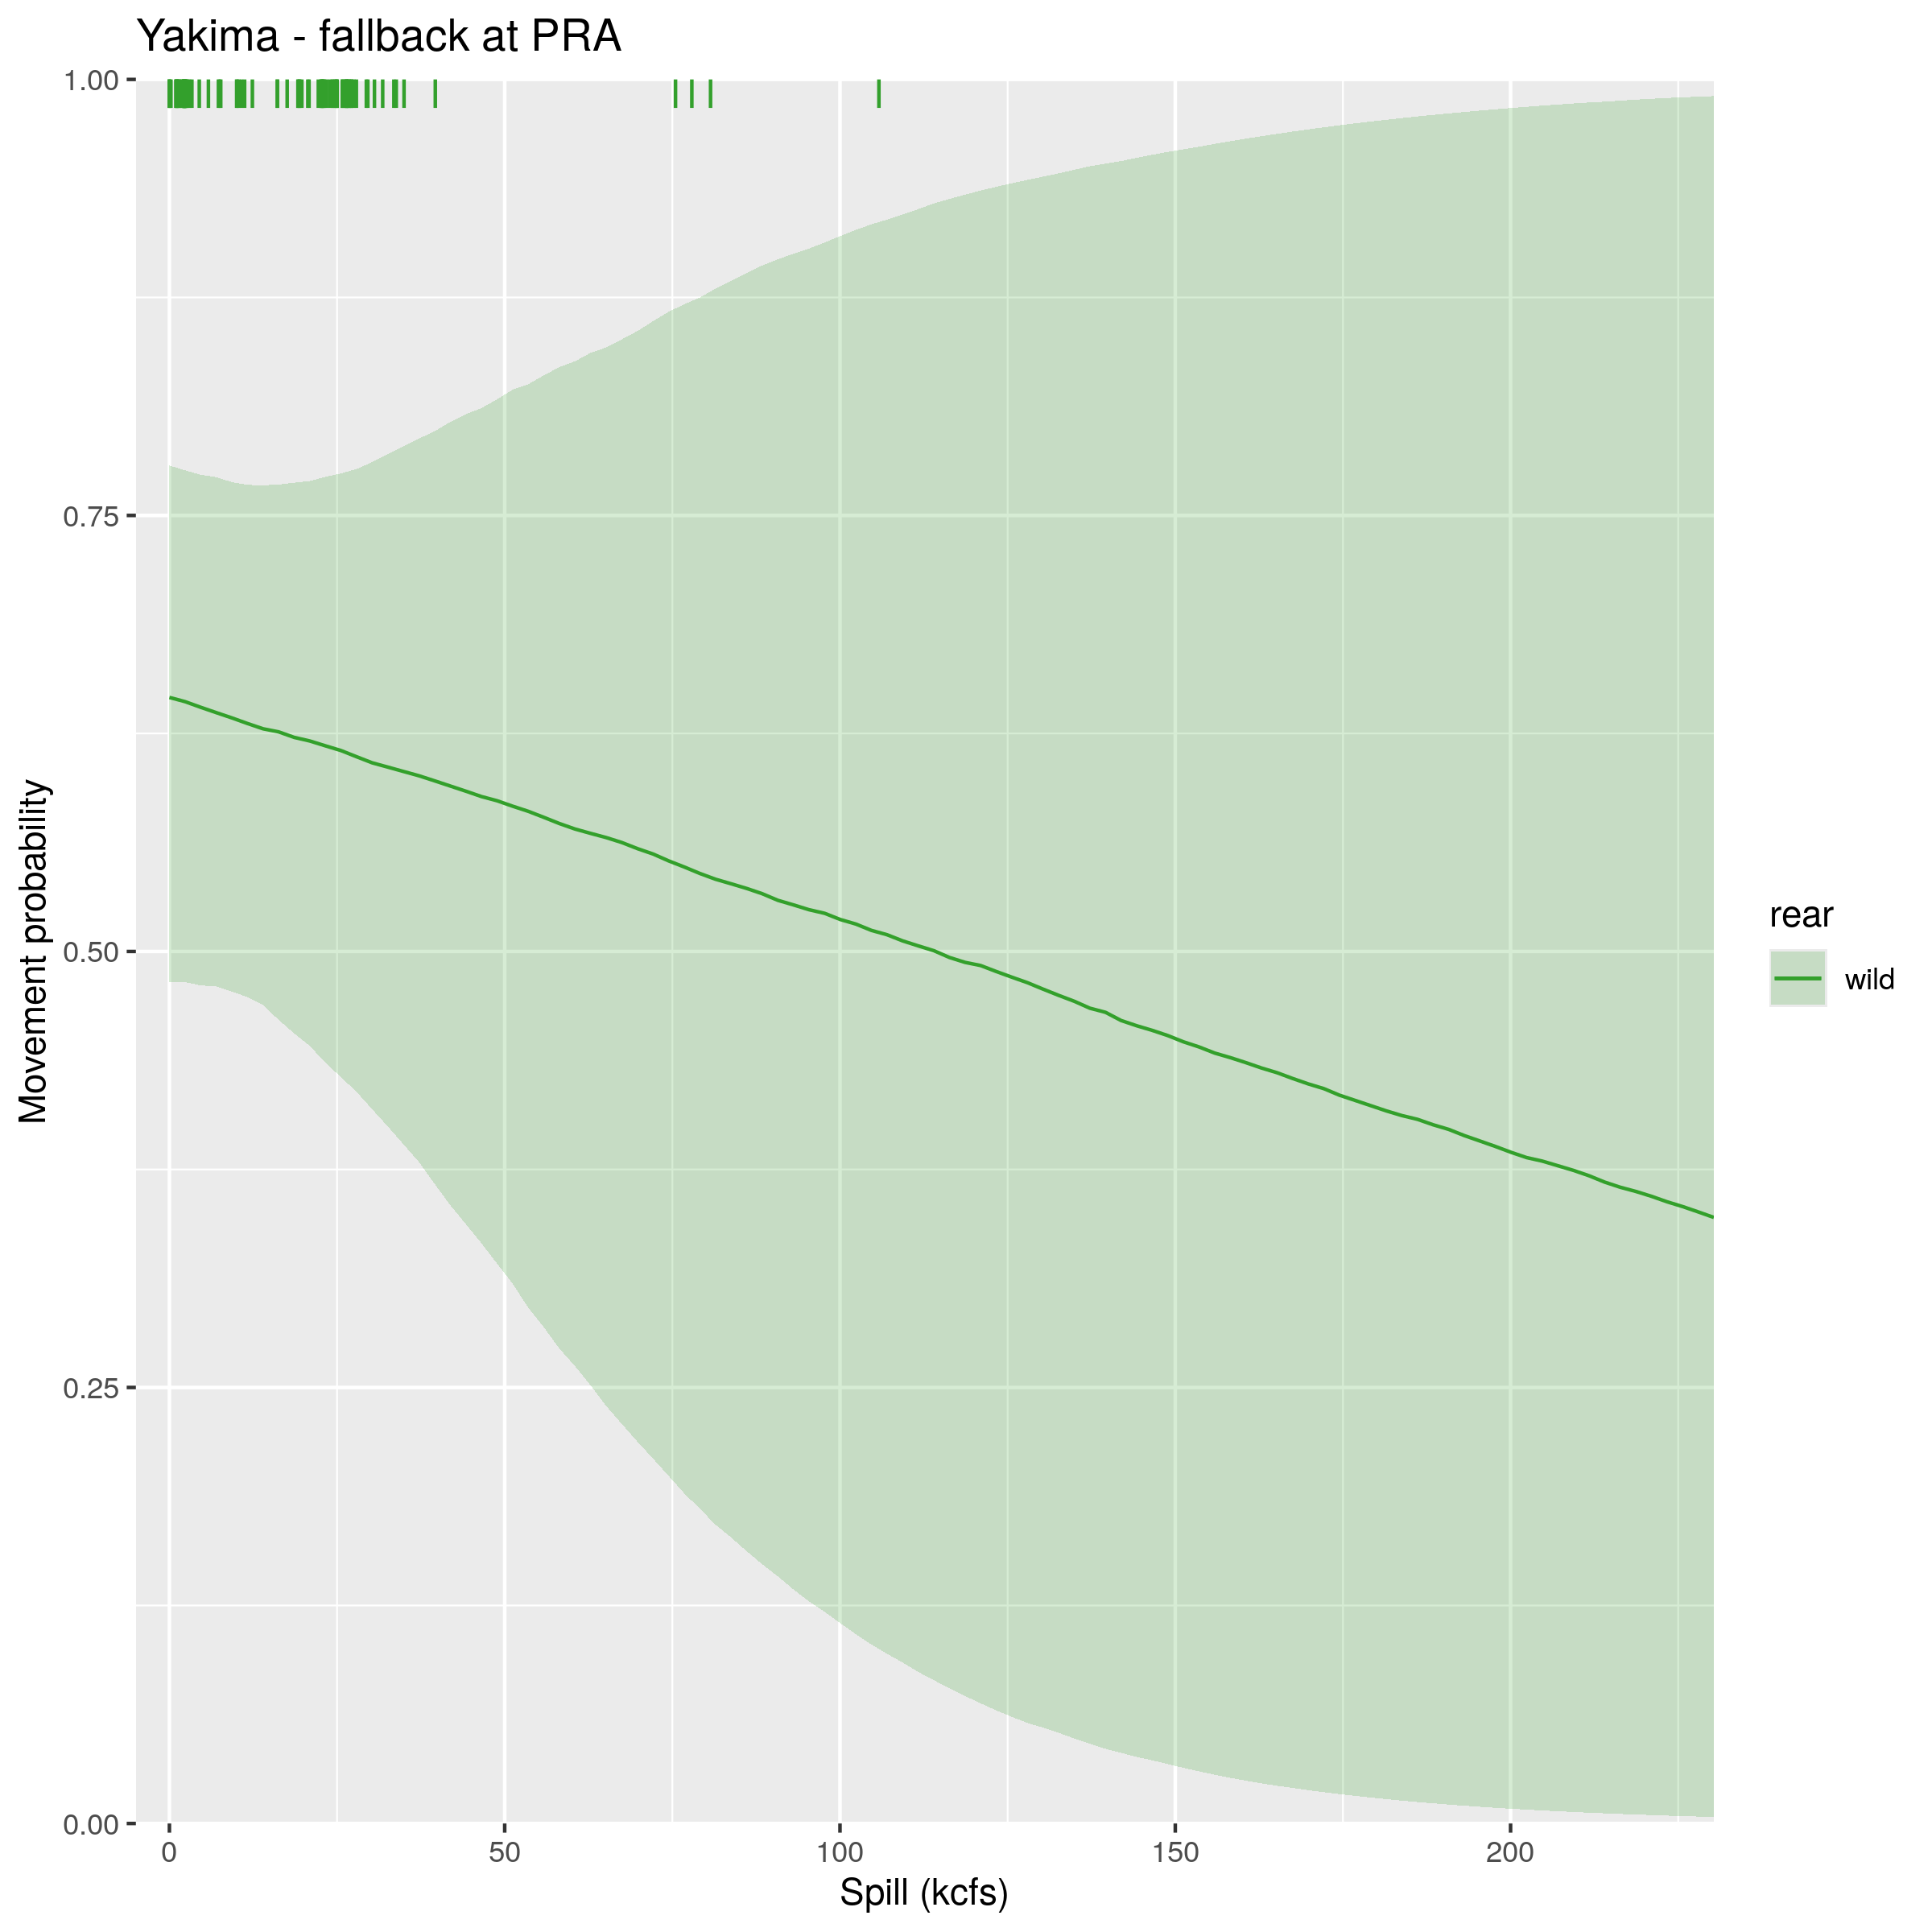 Yakima - fallback at PRA
1.00
0.75
0.50
0.25
0.00
Movement probability
0
50
100
150
200
Spill (kcfs)
rear
wild